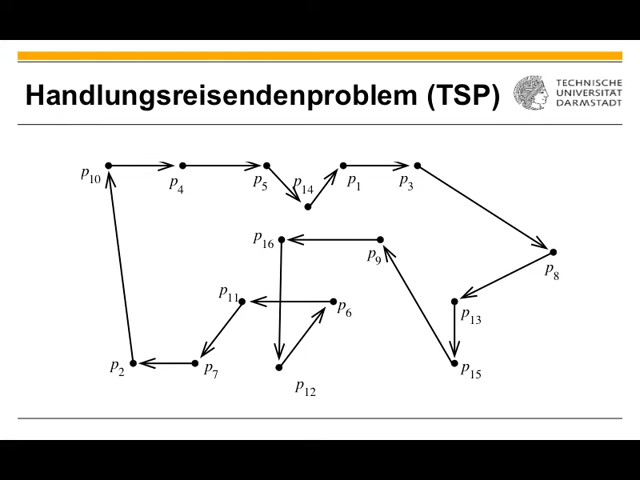 Handlungsreisendenproblem (TSP)
TECHNISCHE
UNIVERSITÄT
DARMSTADT
p10
p4
p5
p14
p1
p3
p16
p9
p8
p11
p6
p13
p2
p7
p12
p15